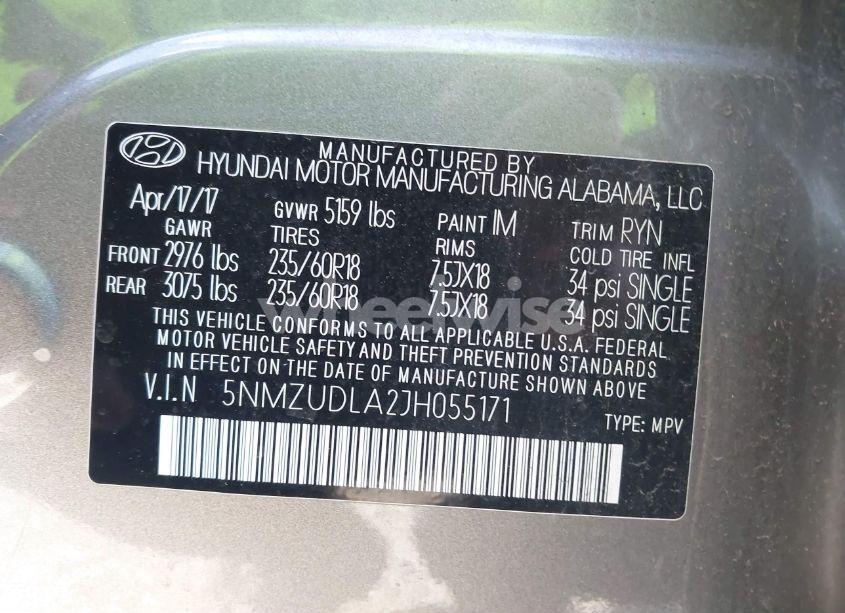 MANUFACTURED BY
HYUNDAI MOTOR MANUFACTURING ALABAMA, LLC
Apr/17/17 GVWR 5159 lbs PAINT IM TRIM RYN
GAWR TIRES RIMS COLD TIRE INFL
FRONT 2976 lbs 235/60R18 7.5JX18 34 psi SINGLE
REAR 3075 lbs 235/60R18 7.5JX18 34 psi SINGLE
wheelwise
THIS VEHICLE CONFORMS TO ALL APPLICABLE U.S.A. FEDERAL
MOTOR VEHICLE SAFETY AND THEFT PREVENTION STANDARDS
IN EFFECT ON THE DATE OF MANUFACTURE SHOWN ABOVE
V.I.N 5NMZUDLA2JH055171 TYPE: MPV